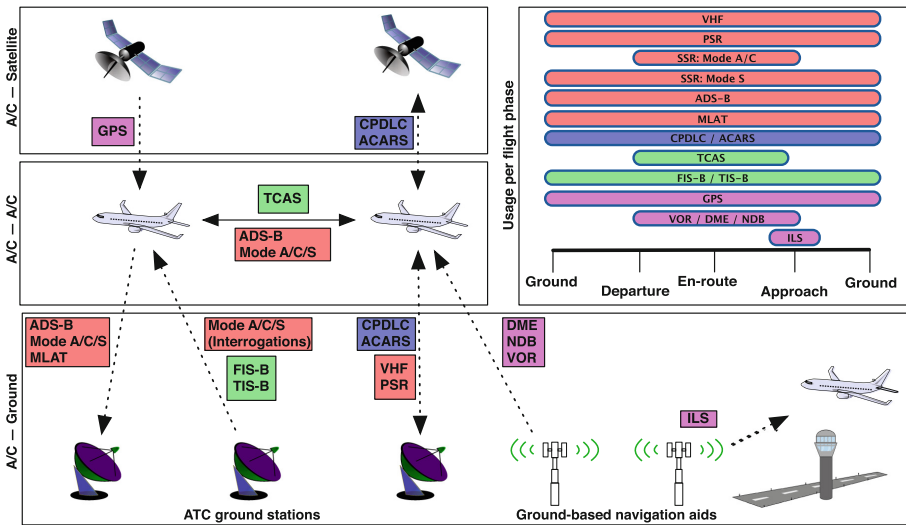 A/C – Satellite
GPS
CPDLC
ACARS
A/C – A/C
TCAS
ADS-B
Mode A/C/S
A/C – Ground
ADS-B
Mode A/C/S
MLAT
Mode A/C/S
(Interrogations)
FIS-B
TIS-B
CPDLC
ACARS
VHF
PSR
DME
NDB
VOR
ILS
ATC ground stations
Ground-based navigation aids
Usage per flight phase
VHF
PSR
SSR: Mode A/C
SSR: Mode S
ADS-B
MLAT
CPDLC / ACARS
TCAS
FIS-B / TIS-B
GPS
VOR / DME / NDB
ILS
Ground
Departure
En-route
Approach
Ground